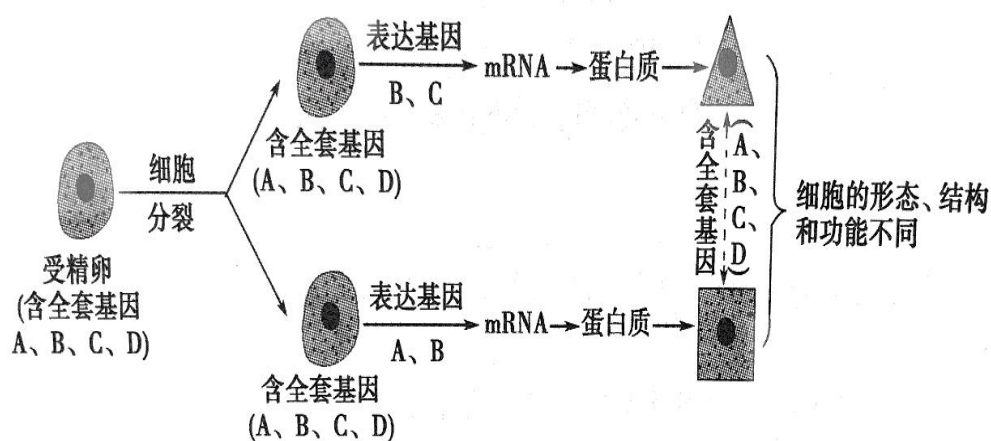 受精卵
(含全套基因
A、B、C、D)
细胞
分裂
含全套基因
(A、B、C、D)
表达基因
B、C
mRNA
蛋白质
含全套基因
(A、B、C、D)
表达基因
A、B
mRNA
蛋白质
含全套基因
(A、B、C、D)
细胞的形态、结构
和功能不同